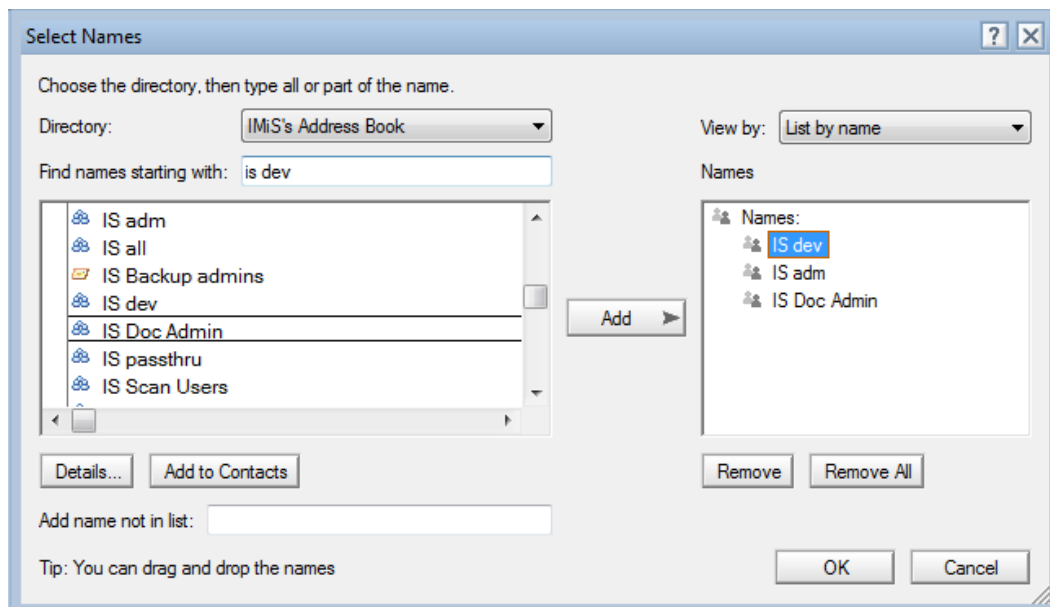 Select Names
Choose the directory, then type all or part of the name.
Directory: IMiS's Address Book
View by: List by name
Find names starting with: is dev
Names
IS adm
IS all
IS Backup admins
IS dev
IS Doc Admin
IS passthru
IS Scan Users
Add
Names:
IS dev
IS adm
IS Doc Admin
Details...
Add to Contacts
Remove
Remove All
Add name not in list:
Tip: You can drag and drop the names
OK
Cancel